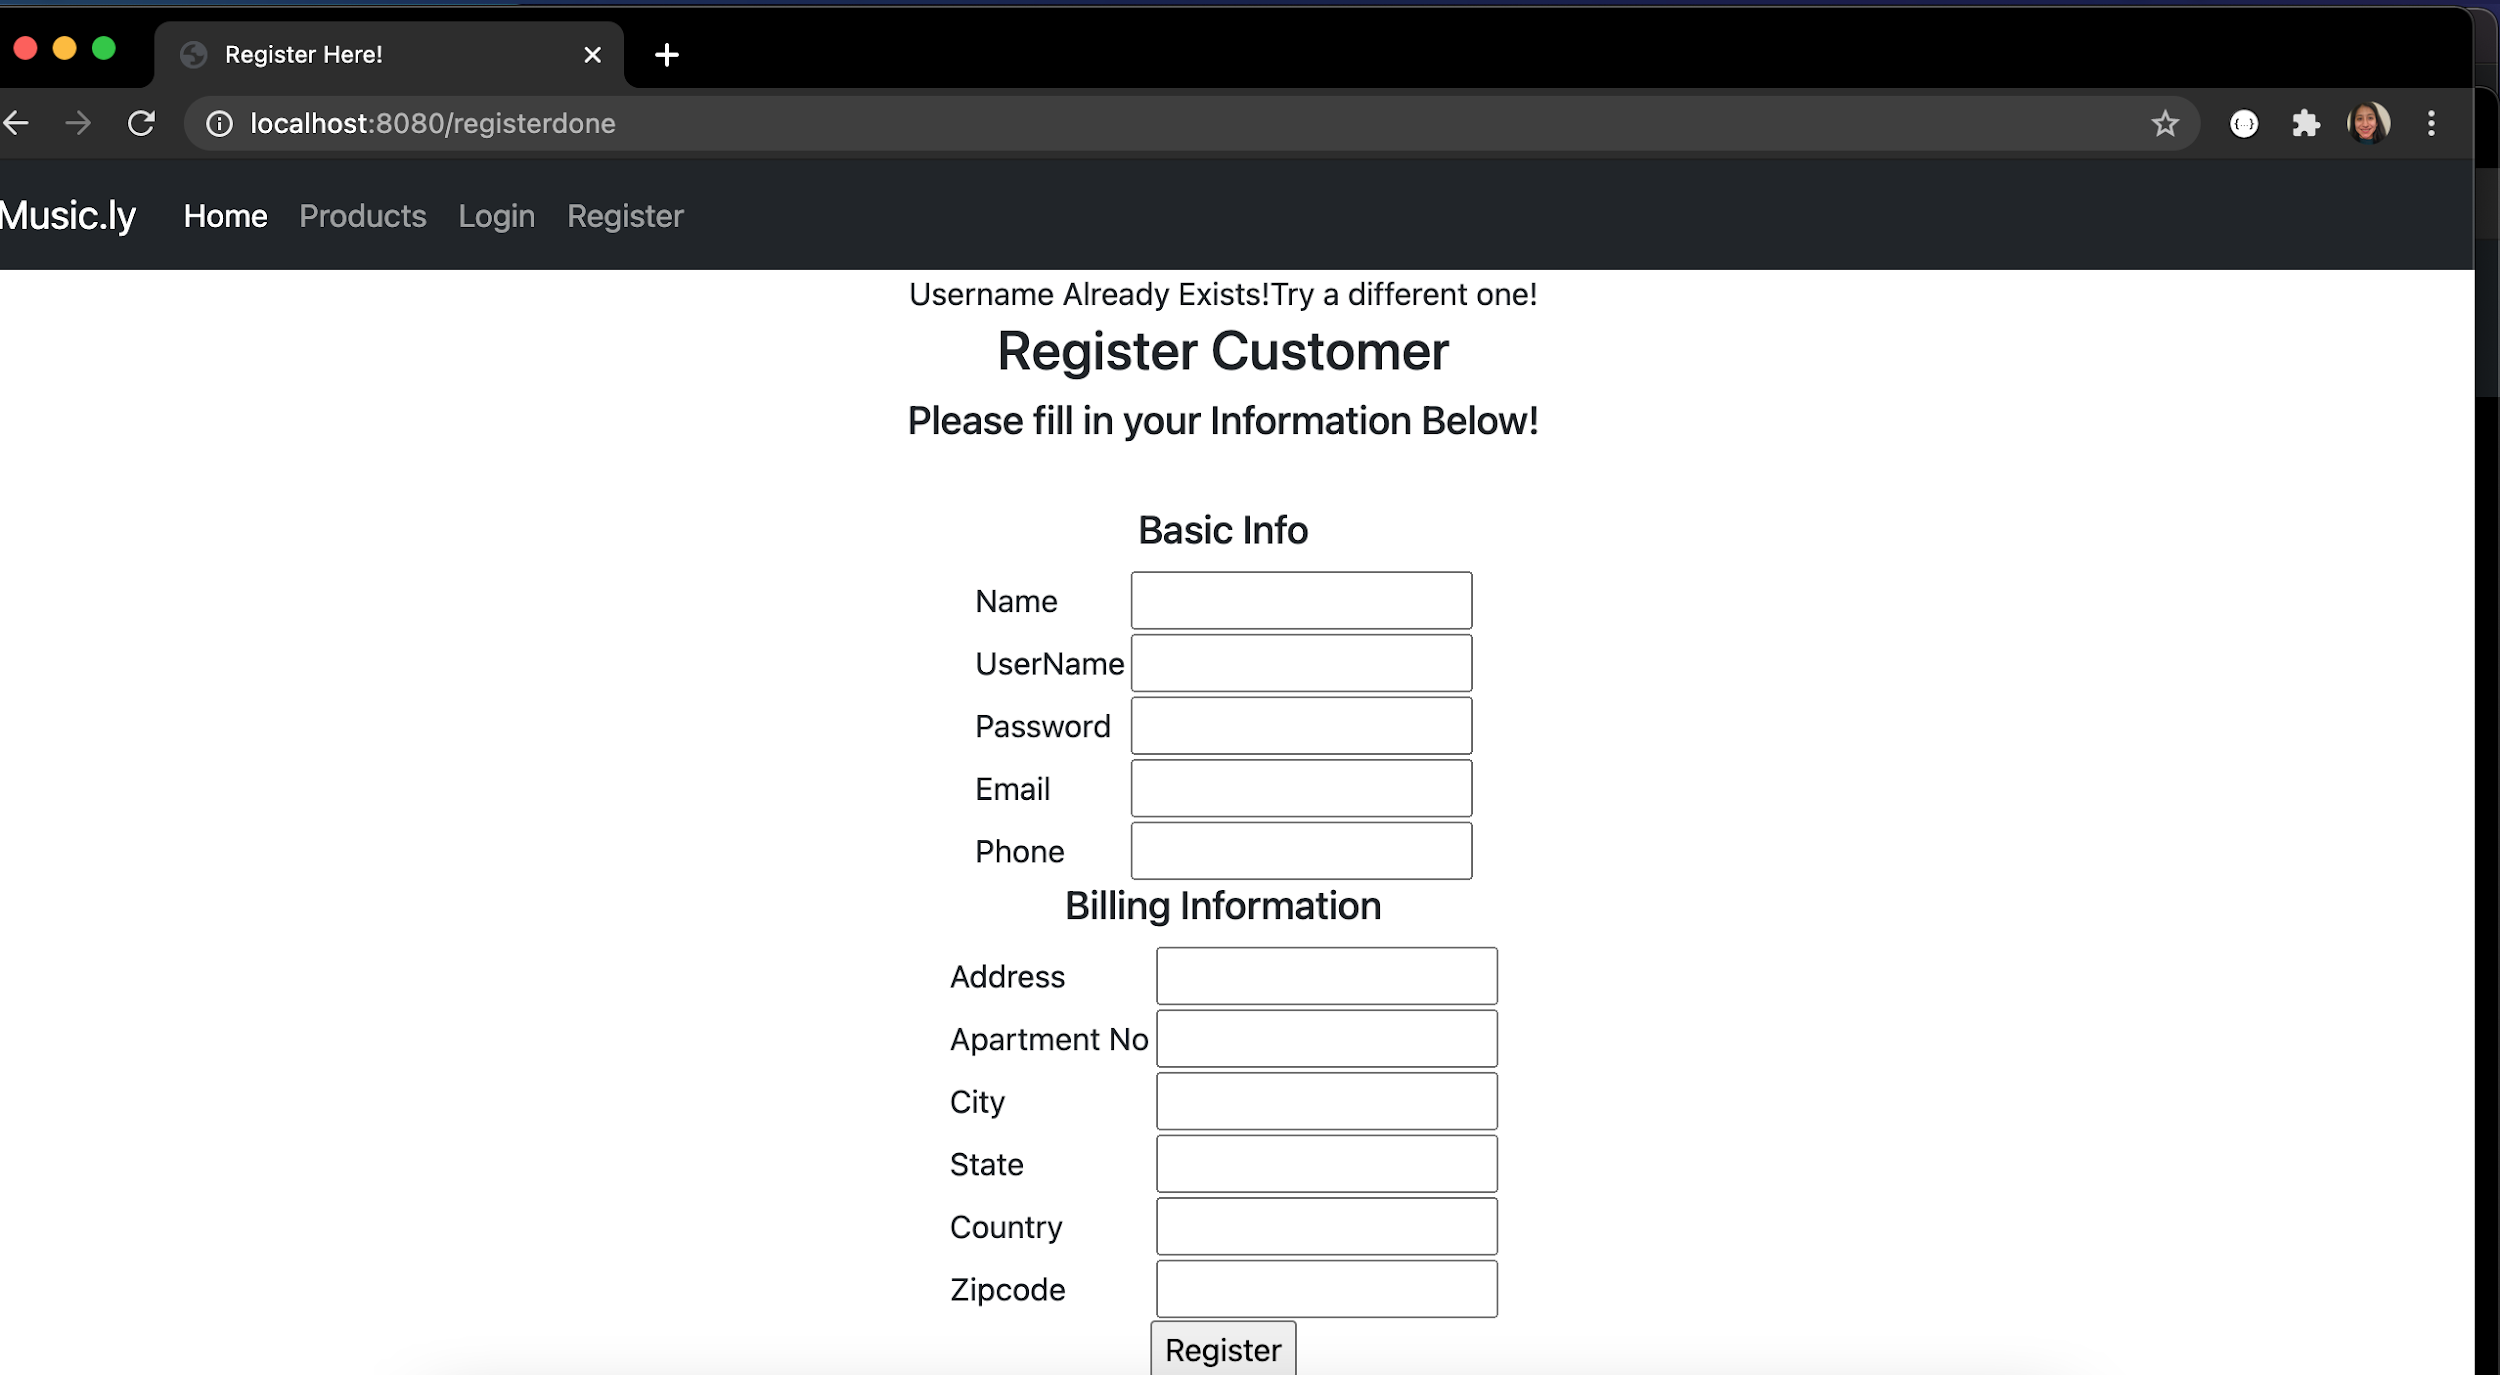 Register Here!
localhost:8080/registerdone
{...}
Music.ly Home Products Login Register
Username Already Exists!Try a different one!
Register Customer
Please fill in your Information Below!
Basic Info
Name
UserName
Password
Email
Phone
Billing Information
Address
Apartment No
City
State
Country
Zipcode
Register